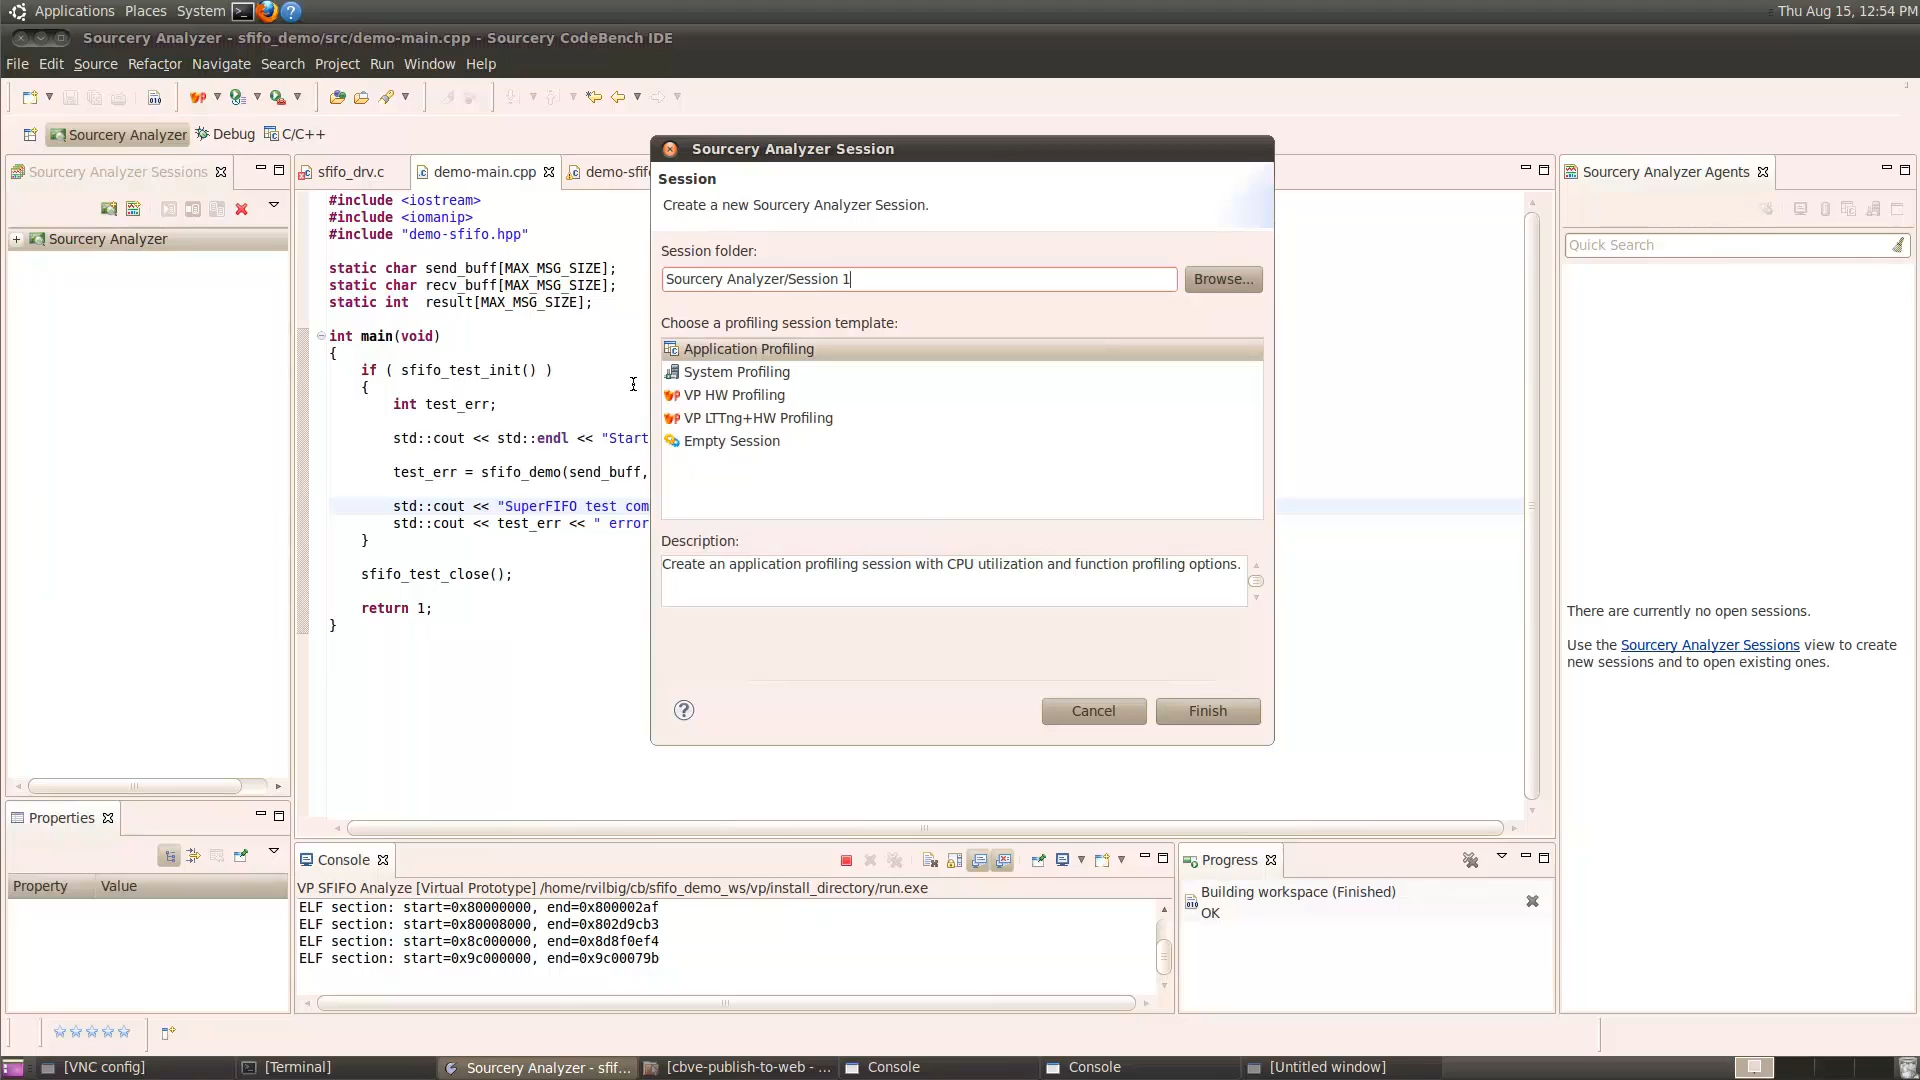 Applications Places System
Thu Aug 15, 12:54 PM
Sourcery Analyzer - sfifo_demo/src/demo-main.cpp - Sourcery CodeBench IDE
File Edit Source Refactor Navigate Search Project Run Window Help
Sourcery Analyzer Debug C/C++
Sourcery Analyzer Sessions
Sourcery Analyzer
Properties
Property Value
sfifo_drv.c demo-main.cpp demo-sfif
#include <iostream>
#include <iomanip>
#include "demo-sfifo.hpp"
static char send_buff[MAX_MSG_SIZE];
static char recv_buff[MAX_MSG_SIZE];
static int result[MAX_MSG_SIZE];
int main(void)
{
if ( sfifo_test_init() )
{
int test_err;
std::cout << std::endl << "Start
test_err = sfifo_demo(send_buff,
std::cout << "SuperFIFO test com
std::cout << test_err << " error
}
sfifo_test_close();
return 1;
}
Sourcery Analyzer Session
Session
Create a new Sourcery Analyzer Session.
Session folder:
Sourcery Analyzer/Session 1
Browse...
Choose a profiling session template:
Application Profiling
System Profiling
VP HW Profiling
VP LTTng+HW Profiling
Empty Session
Description:
Create an application profiling session with CPU utilization and function profiling options.
Cancel Finish
Sourcery Analyzer Agents
Quick Search
There are currently no open sessions.
Use the Sourcery Analyzer Sessions view to create
new sessions and to open existing ones.
Console
VP SFIFO Analyze [Virtual Prototype] /home/rvilbig/cb/sfifo_demo_ws/vp/install_directory/run.exe
ELF section: start=0x80000000, end=0x800002af
ELF section: start=0x80008000, end=0x802d9cb3
ELF section: start=0x8c000000, end=0x8d8f0ef4
ELF section: start=0x9c000000, end=0x9c00079b
Progress
Building workspace (Finished)
OK
[VNC config] [Terminal] Sourcery Analyzer - sfif... [cbve-publish-to-web - ... Console Console [Untitled window]